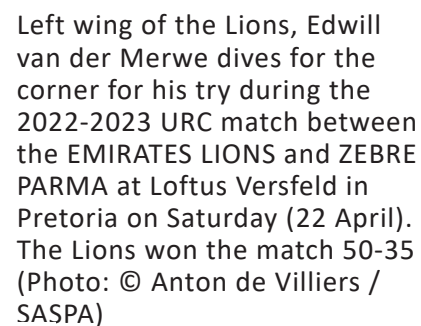 Left wing of the Lions, Edwill
van der Merwe dives for the
corner for his try during the
2022-2023 URC match between
the EMIRATES LIONS and ZEBRE
PARMA at Loftus Versfeld in
Pretoria on Saturday (22 April).
The Lions won the match 50-35
(Photo: © Anton de Villiers /
SASPA)